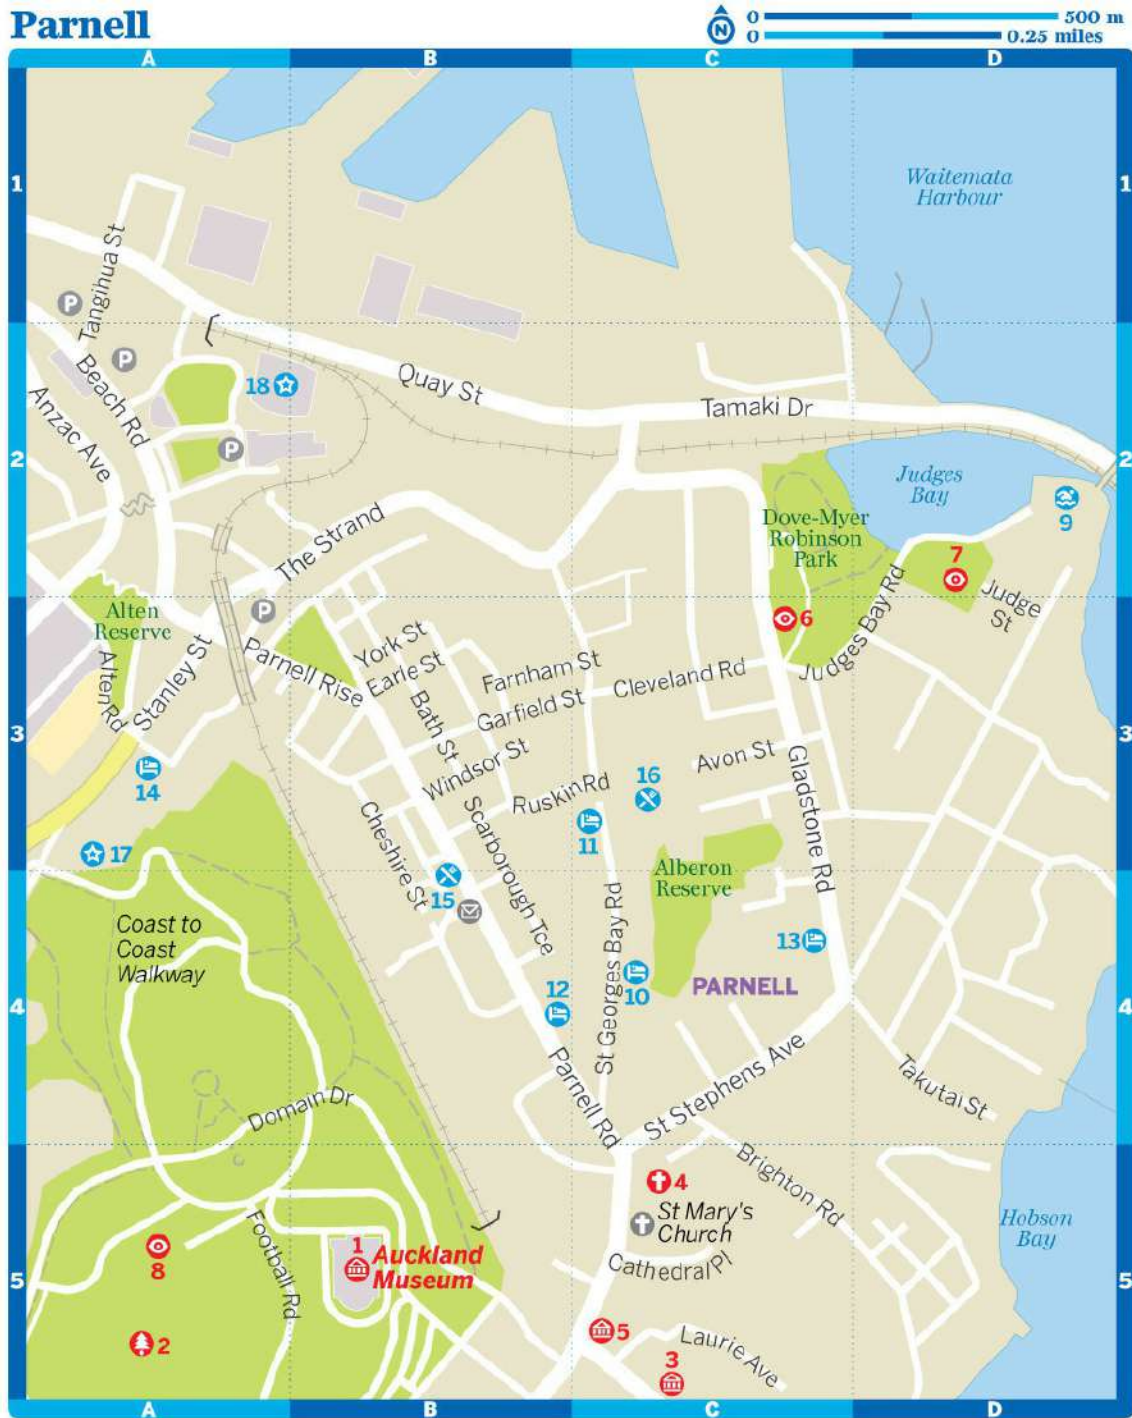 Parnell
N
0 500 m
0 0.25 miles
A B C D
1 1
Waitemata
Harbour
Tangihua St
P
P
Beach Rd
18
Quay St
Tamaki Dr
Anzac Ave
P
2 2
Judges
Bay
9
Dove-Myer
Robinson
Park
The Strand
7
P
Alten
Reserve
6
Judge
St
Judges Bay Rd
York St
Parnell Rise
Earle St
Farnham St
Cleveland Rd
Alten Rd
Stanley St
Bath St
Garfield St
3 3
Windsor St
Avon St
Gladstone Rd
14
16
Ruskin Rd
11
Cheshire St
Scarborough Tce
17
Alberon
Reserve
15
Coast to
Coast
Walkway
St Georges Bay Rd
13
10
PARNELL
12
4 4
Parnell Rd
St Stephens Ave
Takutai St
Domain Dr
Brighton Rd
4
St Mary's
Church
Hobson
Bay
Football Rd
8
1
Auckland
Museum
Cathedral Pl
5 5
2
5
3
Laurie Ave
A B C D